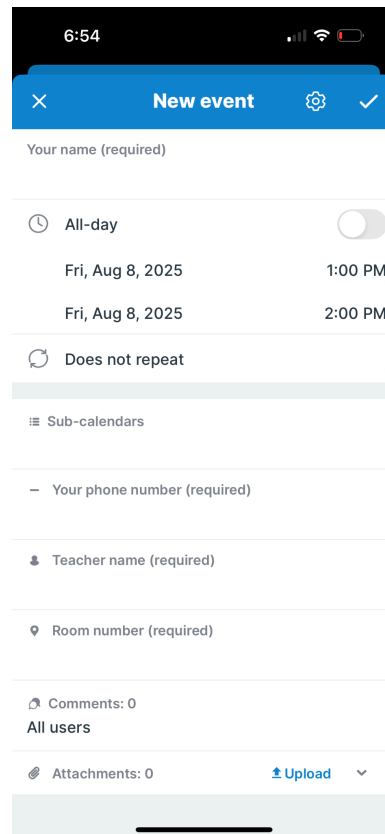 6:54
New event
Your name (required)
All-day
Fri, Aug 8, 2025 1:00 PM
Fri, Aug 8, 2025 2:00 PM
Does not repeat
Sub-calendars
Your phone number (required)
Teacher name (required)
Room number (required)
Comments: 0
All users
Attachments: 0 Upload